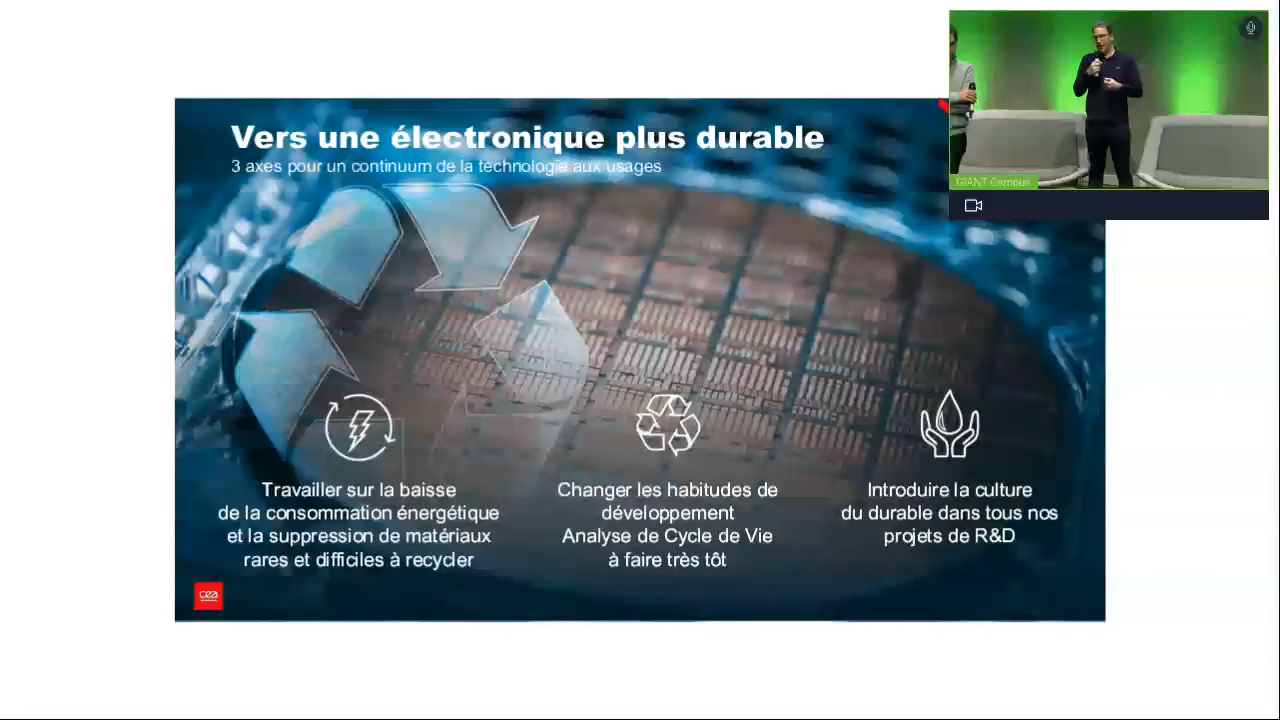 Vers une électronique plus durable
3 axes pour un continuum de la technologie aux usages
GIANT Campus
Travailler sur la baisse
de la consommation énergétique
et la suppression de matériaux
rares et difficiles à recycler
Changer les habitudes de
développement
Analyse de Cycle de Vie
à faire très tôt
Introduire la culture
du durable dans tous nos
projets de R&D
cea